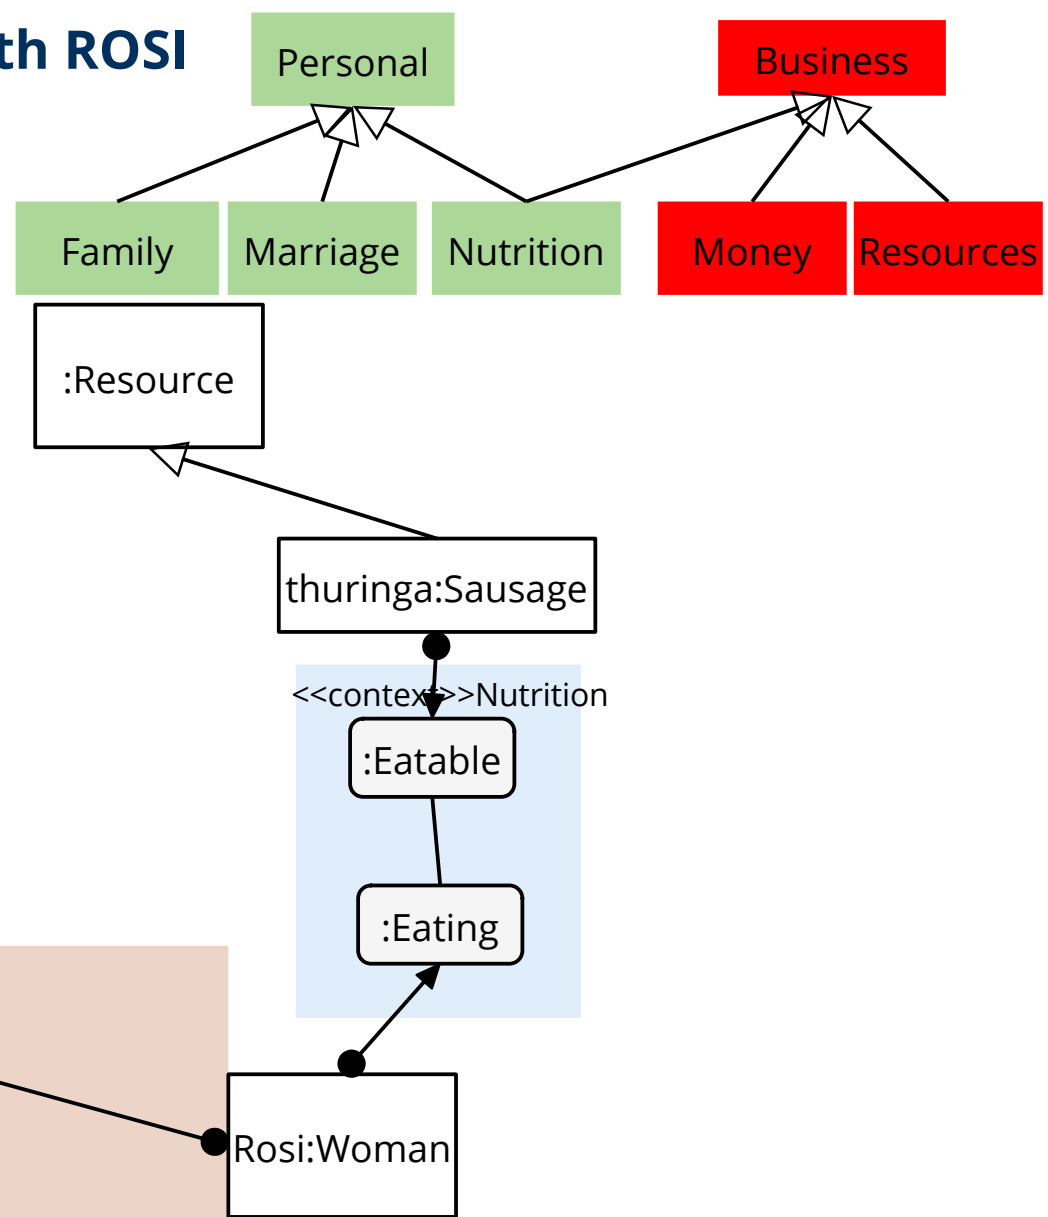 th ROSI
Personal
Business
Family
Marriage
Nutrition
Money
Resources
:Resource
thuringa:Sausage
<<context>>Nutrition
:Eatable
:Eating
Rosi:Woman